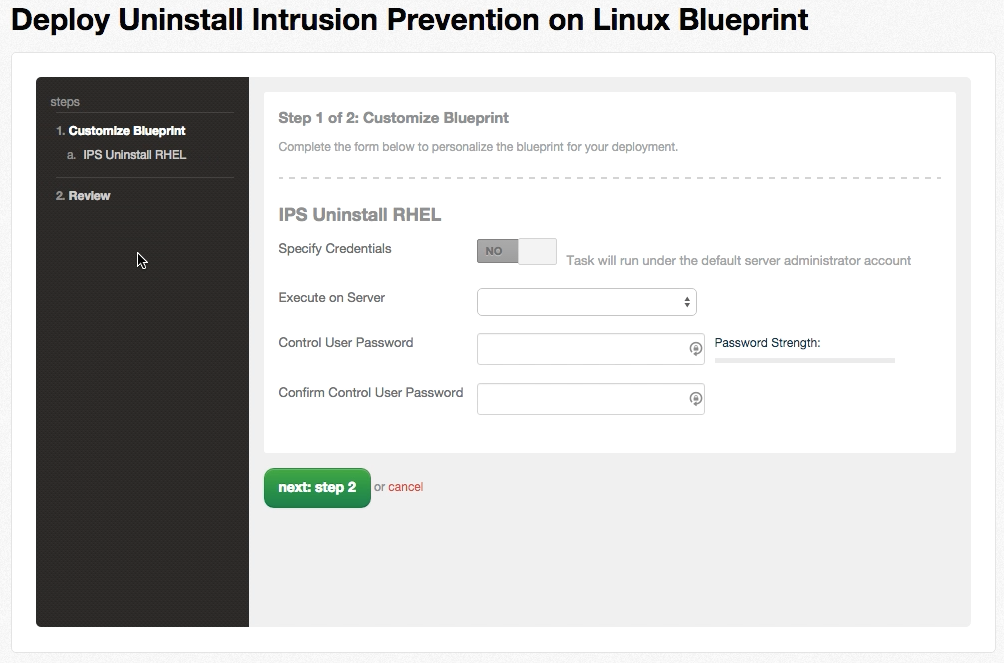 Deploy Uninstall Intrusion Prevention on Linux Blueprint
steps
1. Customize Blueprint
a. IPS Uninstall RHEL
2. Review
Step 1 of 2: Customize Blueprint
Complete the form below to personalize the blueprint for your deployment.
IPS Uninstall RHEL
Specify Credentials
NO
Task will run under the default server administrator account
Execute on Server
Control User Password
Password Strength:
Confirm Control User Password
next: step 2 or cancel